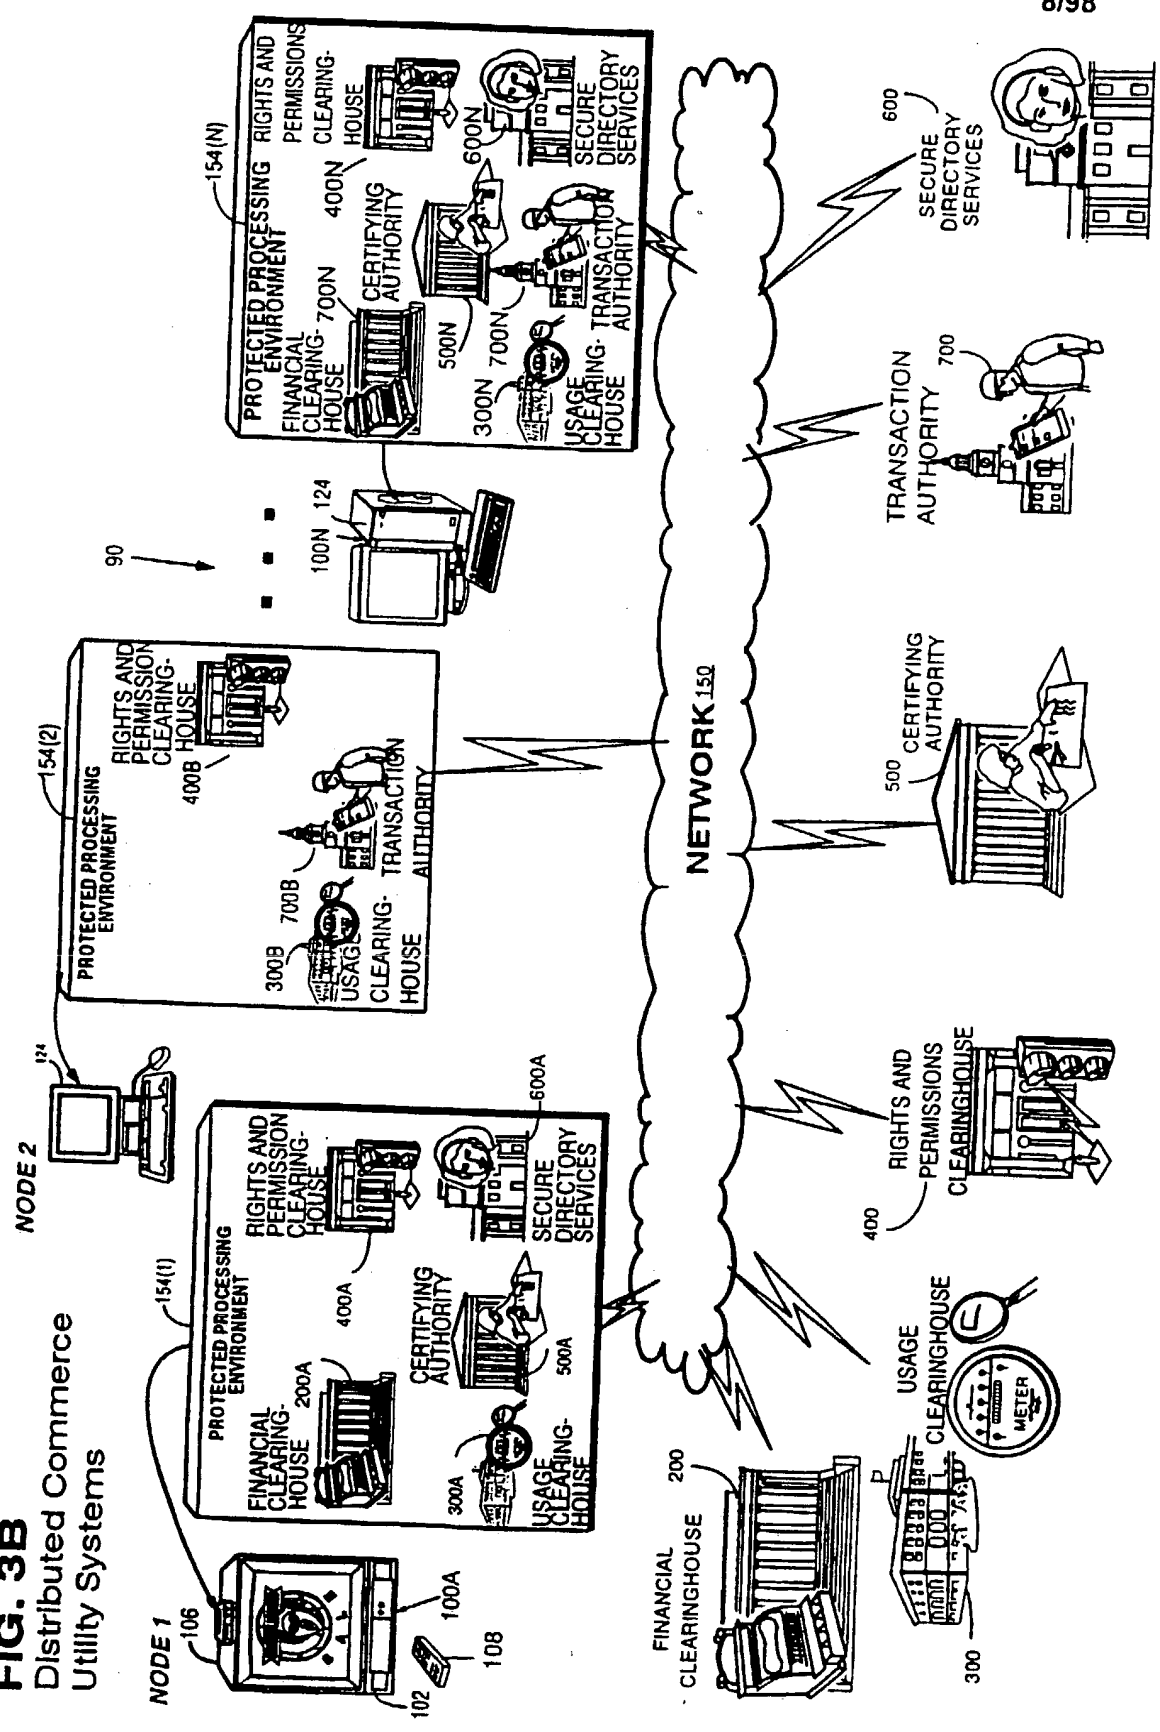 8/98
FIG. 3B
Distributed Commerce
Utility Systems
NODE 1
106
102
100A
108
154(1)
PROTECTED PROCESSING
ENVIRONMENT
FINANCIAL
CLEARING-
HOUSE
200A
RIGHTS AND
PERMISSION
CLEARING-
HOUSE
400A
CERTIFYING
AUTHORITY
500A
300A
USAGE
CLEARING-
HOUSE
SECURE
DIRECTORY
SERVICES
600A
NODE 2
124
154(2)
PROTECTED PROCESSING
ENVIRONMENT
RIGHTS AND
PERMISSION
CLEARING-
HOUSE
400B
300B
USAGE
CLEARING-
HOUSE
700B
TRANSACTION
AUTHORITY
90
100N
124
154(N)
PROTECTED PROCESSING
ENVIRONMENT
FINANCIAL
CLEARING-
HOUSE
700N
RIGHTS AND
PERMISSIONS
CLEARING-
HOUSE
400N
CERTIFYING
AUTHORITY
500N
600N
SECURE
DIRECTORY
SERVICES
300N
USAGE
CLEARING-
HOUSE
700N
TRANSACTION
AUTHORITY
NETWORK 150
FINANCIAL
CLEARINGHOUSE
200
300
USAGE
CLEARINGHOUSE
METER
400
RIGHTS AND
PERMISSIONS
CLEARINGHOUSE
500
CERTIFYING
AUTHORITY
TRANSACTION
AUTHORITY
700
SECURE
DIRECTORY
SERVICES
600